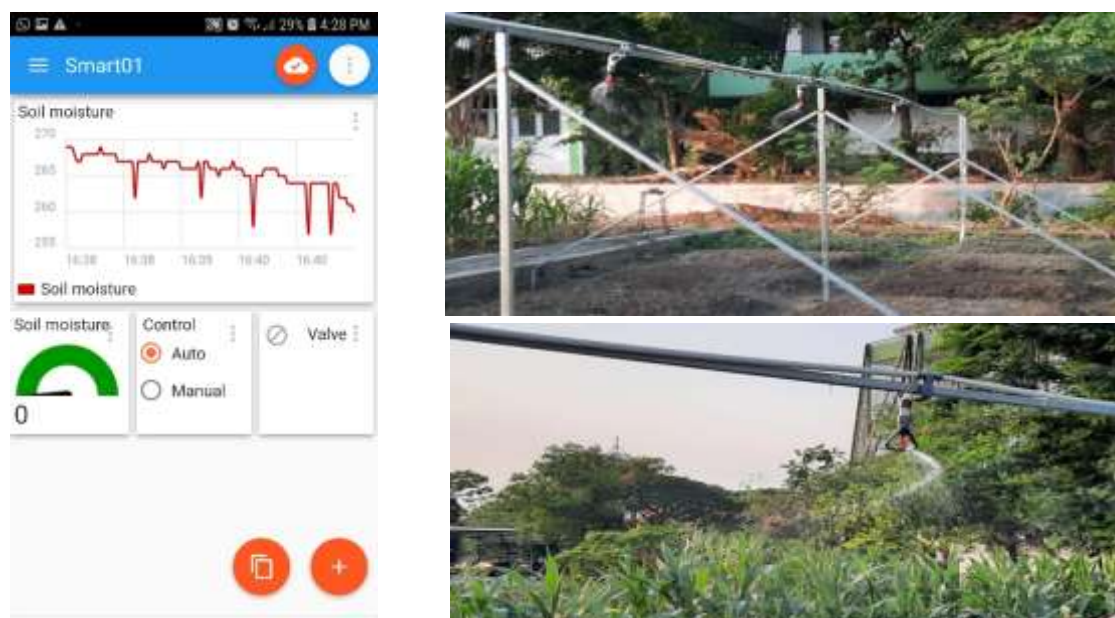 29% 4:28 PM
Smart01
Soil moisture
270
265
260
255
16:38 16:38 16:39 16:40 16:40
Soil moisture
Soil moisture
0
Control
Auto
Manual
Valve